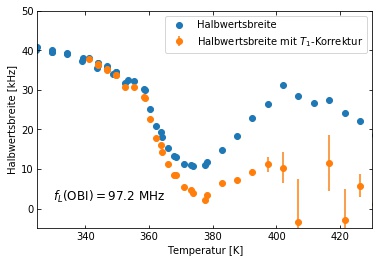 50
40
30
20
10
0
Halbwertsbreite [kHz]
Halbwertsbreite
Halbwertsbreite mit T₁-Korrektur
f_L(OBI) = 97.2 MHz
340
360
380
400
420
Temperatur [K]